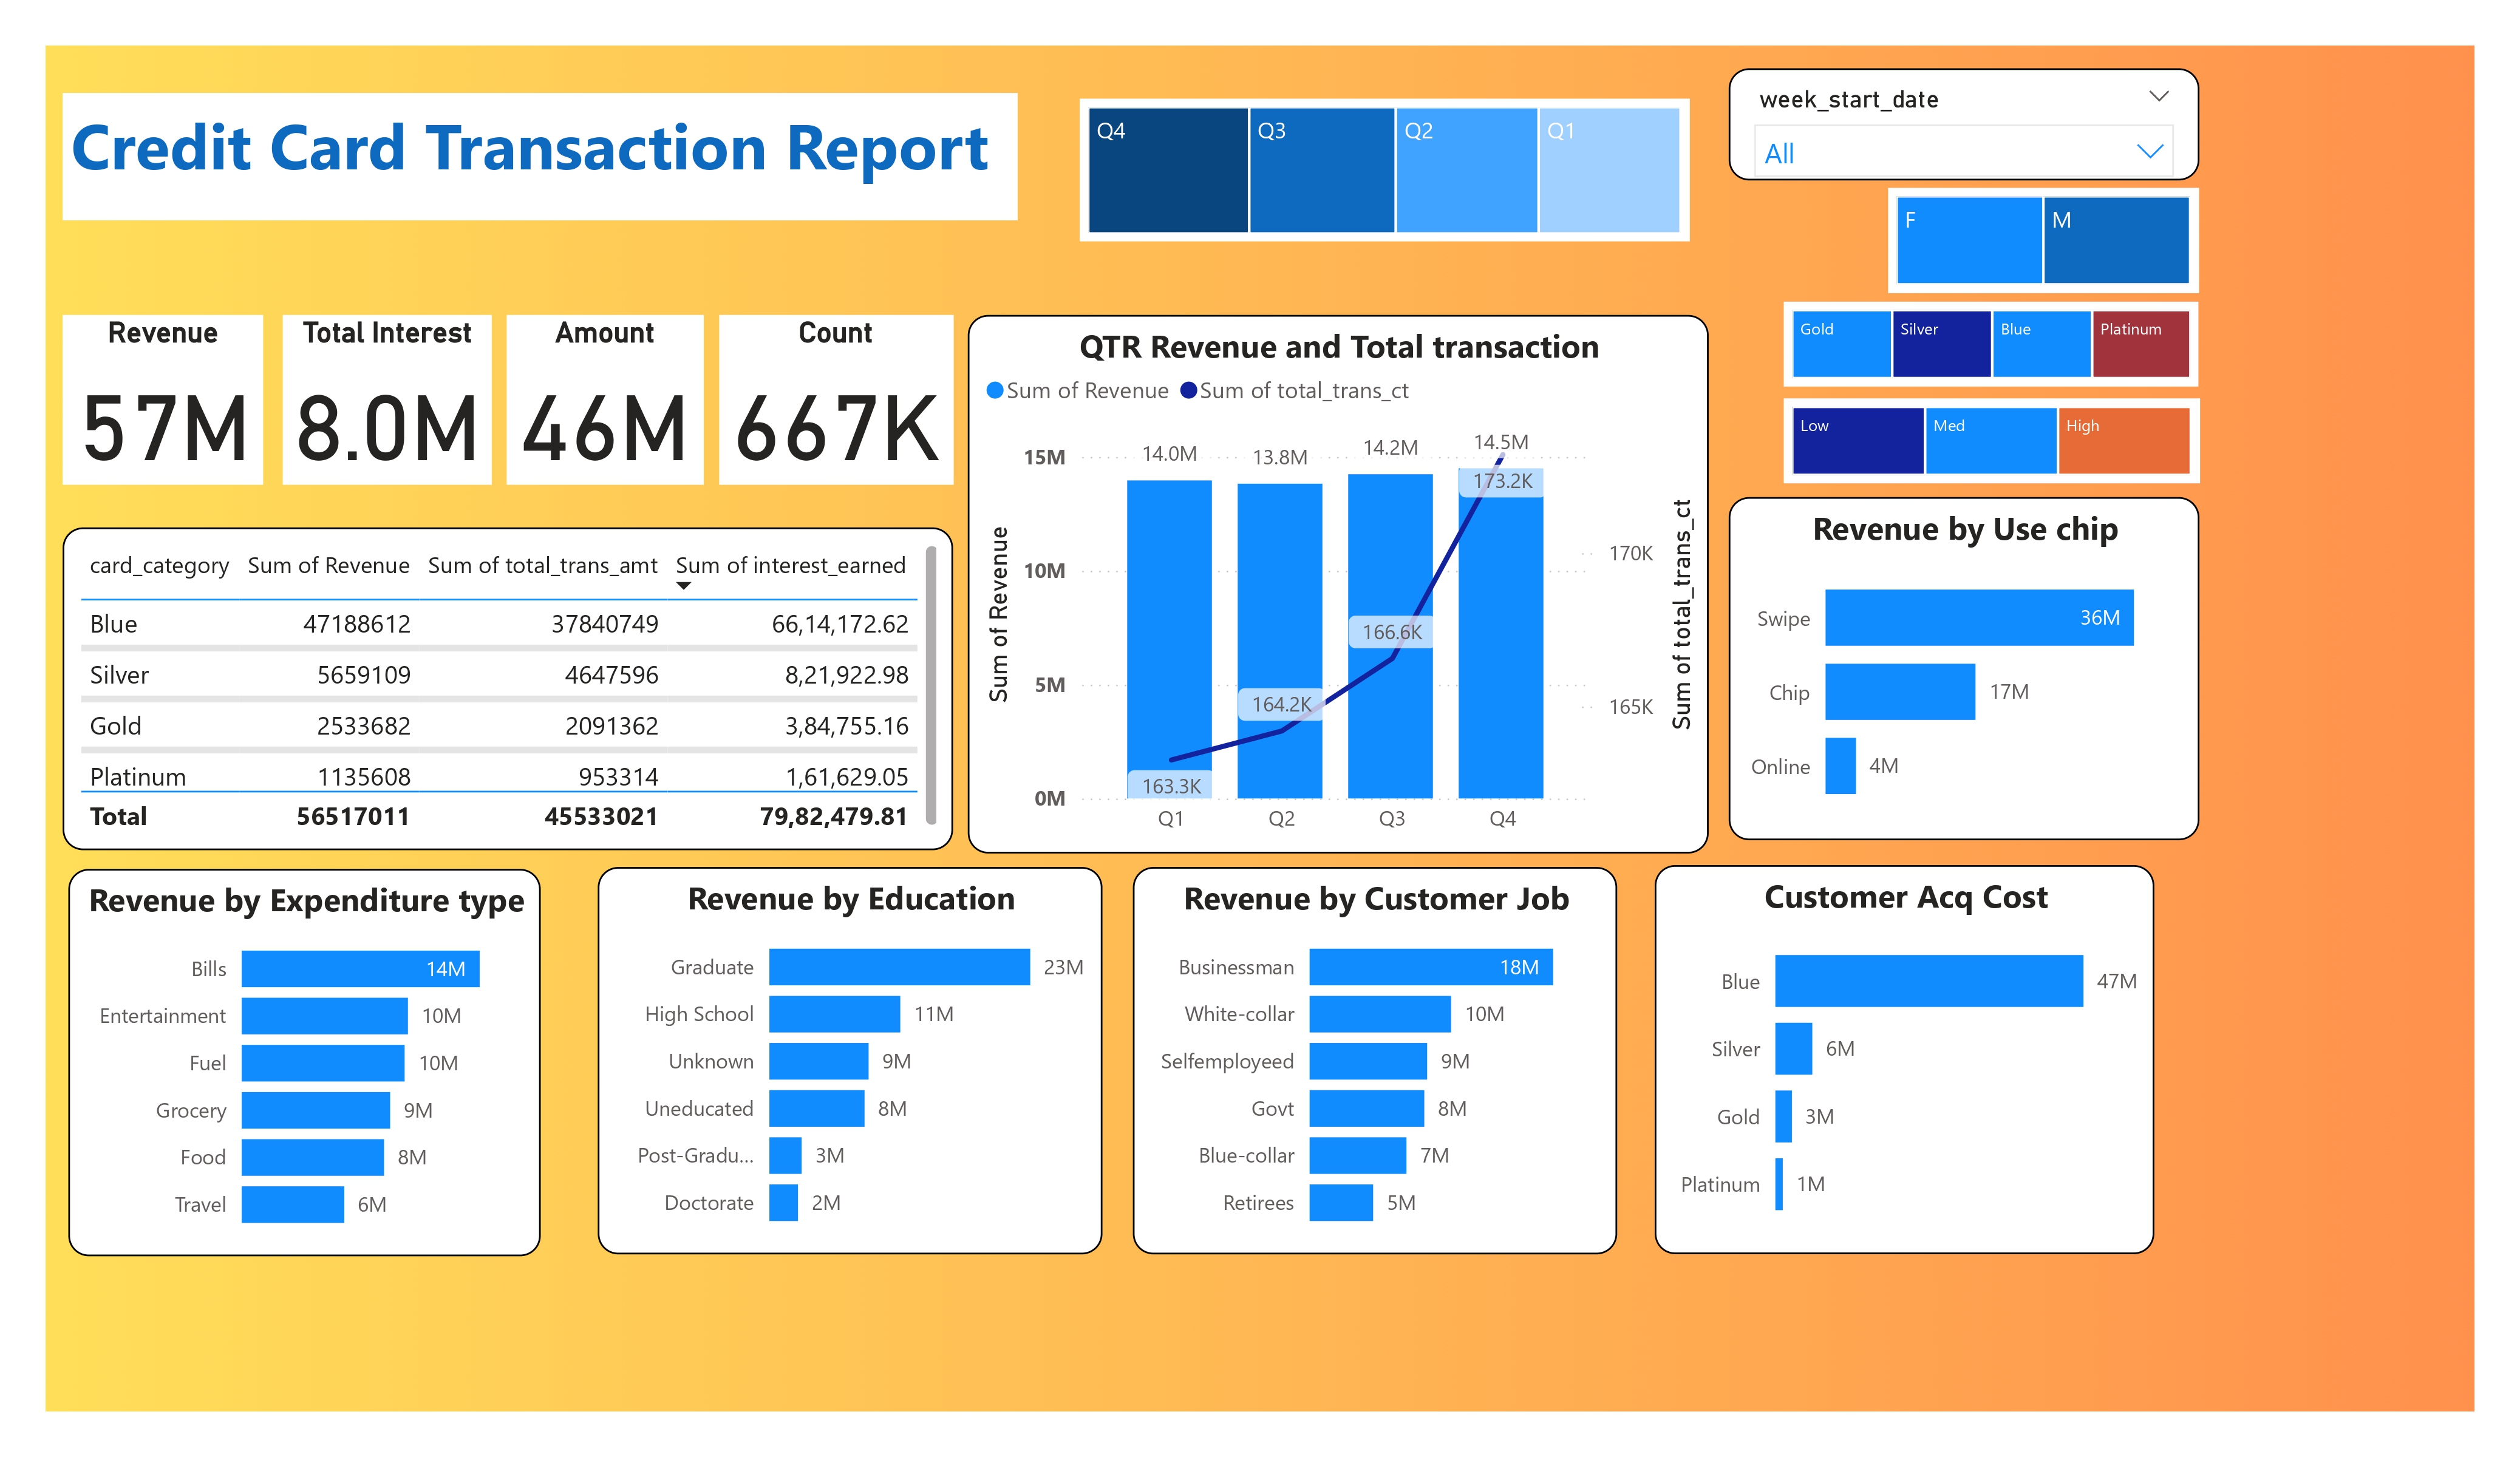 Credit Card Transaction Report
Q4 Q3 Q2 Q1
week_start_date
All
F M
Gold Silver Blue Platinum
Low Med High
Revenue
57M
Total Interest
8.0M
Amount
46M
Count
667K
card_category Sum of Revenue Sum of total_trans_amt Sum of interest_earned
Blue 47188612 37840749 66,14,172.62
Silver 5659109 4647596 8,21,922.98
Gold 2533682 2091362 3,84,755.16
Platinum 1135608 953314 1,61,629.05
Total 56517011 45533021 79,82,479.81
QTR Revenue and Total transaction
Sum of Revenue Sum of total_trans_ct
Sum of Revenue
15M
10M
5M
0M
14.0M 13.8M 14.2M 14.5M
163.3K 164.2K 166.6K 173.2K
Q1 Q2 Q3 Q4
170K
165K
Sum of total_trans_ct
Revenue by Use chip
Swipe 36M
Chip 17M
Online 4M
Revenue by Expenditure type
Bills 14M
Entertainment 10M
Fuel 10M
Grocery 9M
Food 8M
Travel 6M
Revenue by Education
Graduate 23M
High School 11M
Unknown 9M
Uneducated 8M
Post-Gradu... 3M
Doctorate 2M
Revenue by Customer Job
Businessman 18M
White-collar 10M
Selfemployeed 9M
Govt 8M
Blue-collar 7M
Retirees 5M
Customer Acq Cost
Blue 47M
Silver 6M
Gold 3M
Platinum 1M